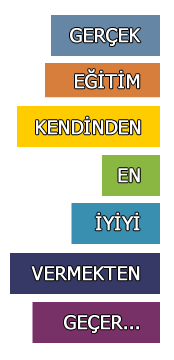 GERÇEK
EĞİTİM
KENDİNDEN
EN
İYİYİ
VERMEKTEN
GEÇER...